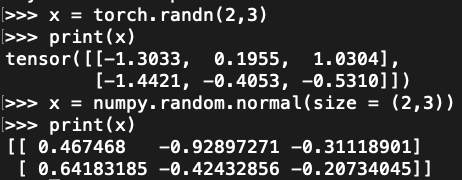 >>> x = torch.randn(2,3)
>>> print(x)
tensor([[-1.3033,  0.1955,  1.0304],
        [-1.4421, -0.4053, -0.5310]])
>>> x = numpy.random.normal(size = (2,3))
>>> print(x)
[[ 0.467468   -0.92897271 -0.31118901]
 [ 0.64183185 -0.42432856 -0.20734045]]